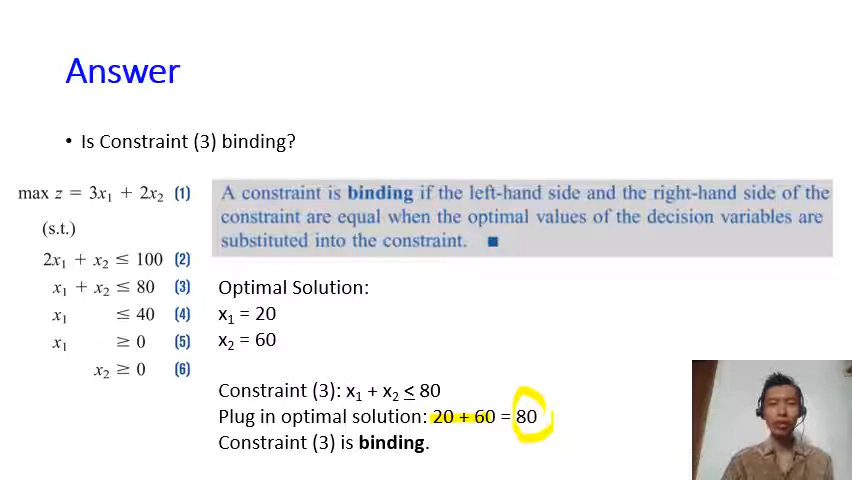 Answer
• Is Constraint (3) binding?
max z = 3x₁ + 2x₂ (1)
(s.t.)
2x₁ + x₂ ≤ 100 (2)
x₁ + x₂ ≤ 80 (3)
x₁ ≤ 40 (4)
x₁ ≥ 0 (5)
x₂ ≥ 0 (6)
A constraint is binding if the left-hand side and the right-hand side of the
constraint are equal when the optimal values of the decision variables are
substituted into the constraint. ■
Optimal Solution:
x₁ = 20
x₂ = 60
Constraint (3): x₁ + x₂ ≤ 80
Plug in optimal solution: 20 + 60 = 80
Constraint (3) is binding.